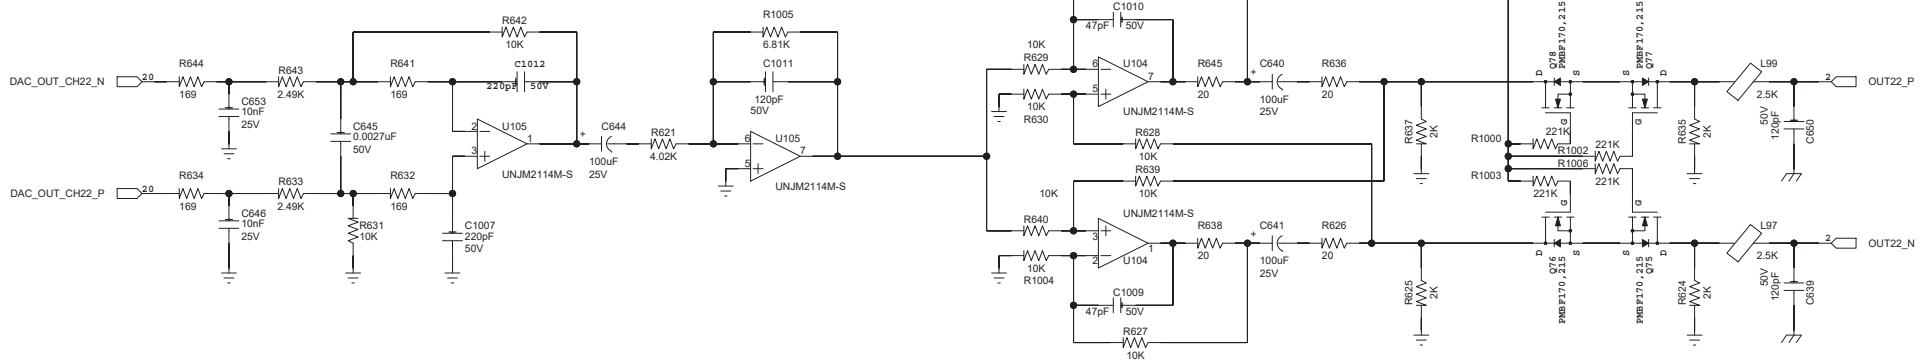 DAC_OUT_CH22_N
20
R644
169
C653
10nF
25V
R643
2.49K
R642
10K
R641
169
C1012
220pF 50V
C645
0.0027uF
50V
DAC_OUT_CH22_P
20
R634
169
C646
10nF
25V
R633
2.49K
R631
10K
R632
169
C1007
220pF
50V
2
3
1
U105
UNJM2114M-S
+
C644
100uF
25V
R621
4.02K
R1005
6.81K
C1011
120pF
50V
6
5
7
U105
UNJM2114M-S
10K
R629
10K
R630
C1010
47pF 50V
6
5
7
U104
UNJM2114M-S
R645
20
+
C640
100uF
25V
R636
20
R628
10K
R639
10K
10K
R640
10K
R1004
UNJM2114M-S
3
2
1
U104
R638
20
+
C641
100uF
25V
R626
20
C1009
47pF 50V
R627
10K
R637
2K
R625
2K
R1000
221K
R1002
221K
R1006
221K
R1003
221K
D
Q78
PMBF170,215
S
G
PMBF170,215
Q77
S
D
G
D
Q76
PMBF170,215
S
G
PMBF170,215
Q75
S
D
G
R635
2K
R624
2K
L99
2.5K
50V
120pF
C650
2
OUT22_P
L97
2.5K
50V
120pF
C639
2
OUT22_N